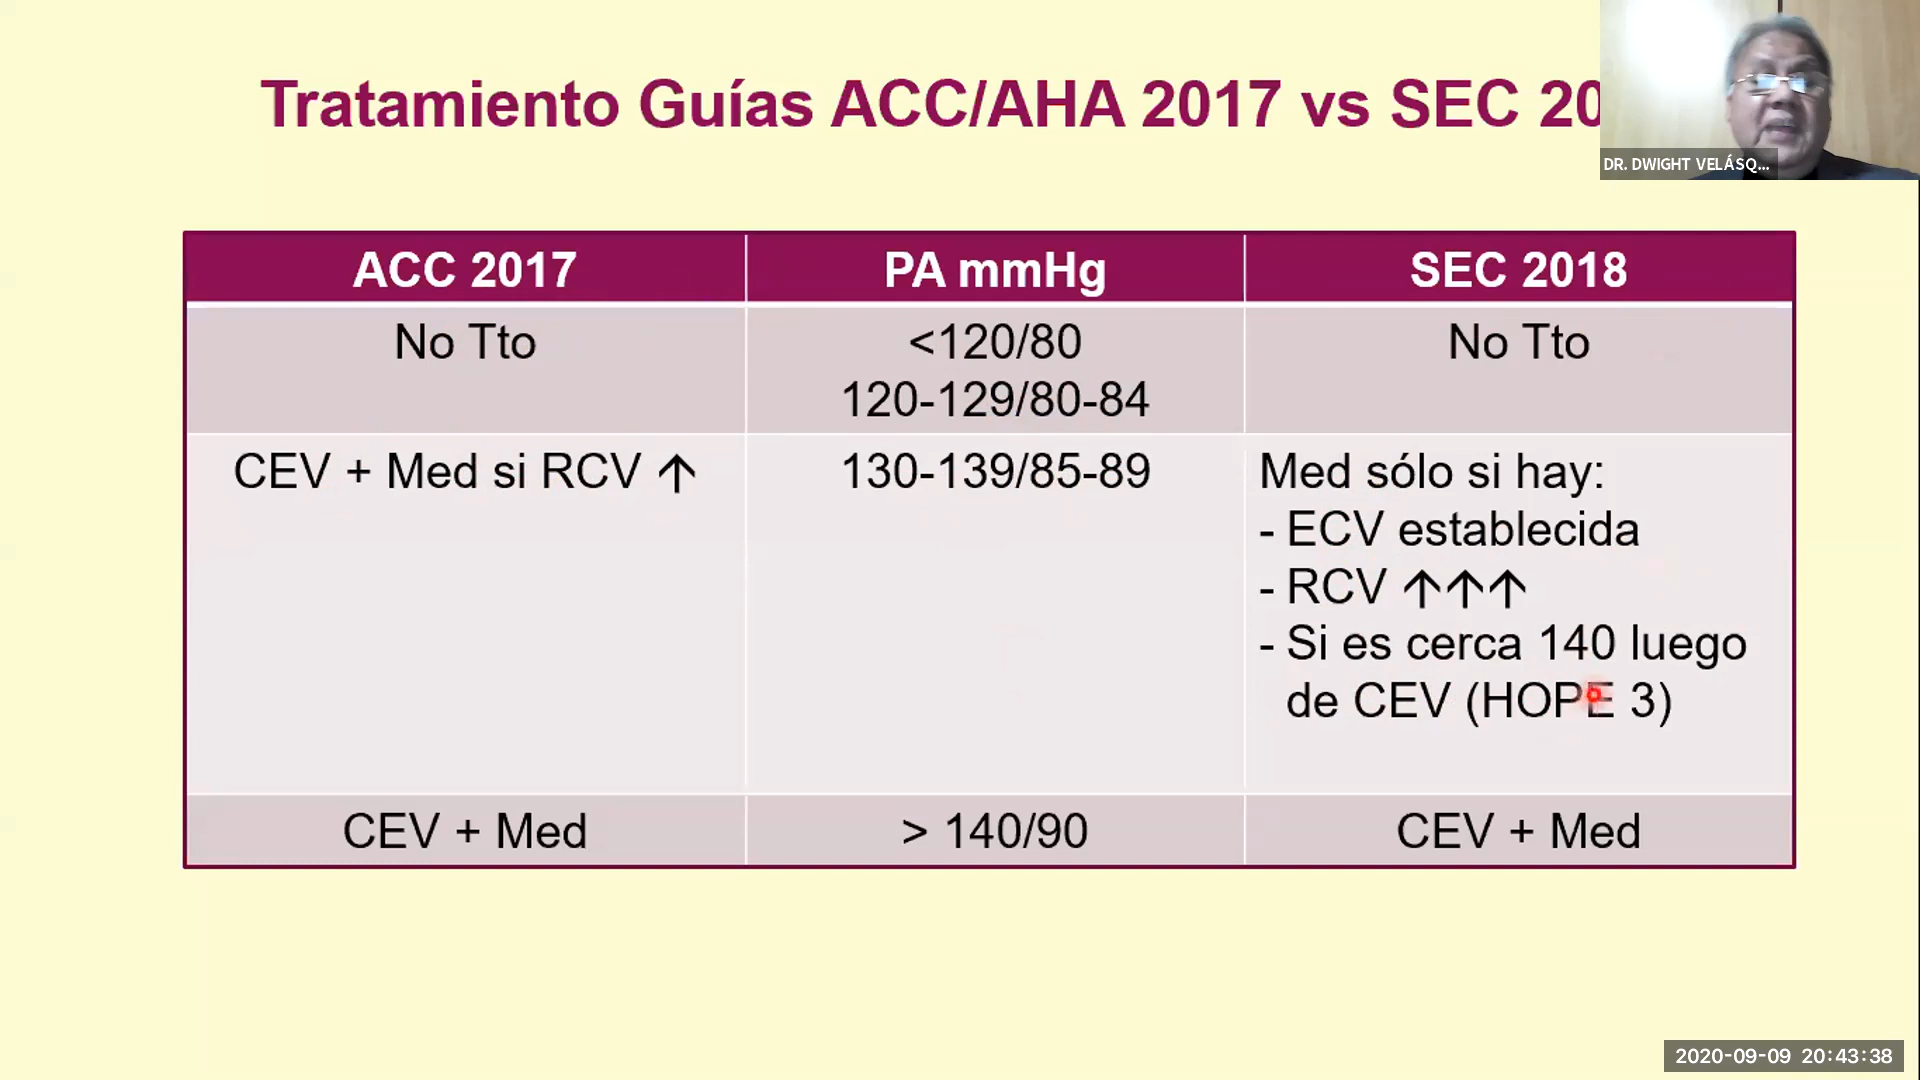 Tratamiento Guías ACC/AHA 2017 vs SEC 20
DR. DWIGHT VELÁSQ...
ACC 2017
PA mmHg
SEC 2018
No Tto
<120/80
120-129/80-84
No Tto
CEV + Med si RCV ↑
130-139/85-89
Med sólo si hay:
- ECV establecida
- RCV ↑↑↑
- Si es cerca 140 luego
de CEV (HOPE 3)
CEV + Med
> 140/90
CEV + Med
2020-09-09 20:43:38